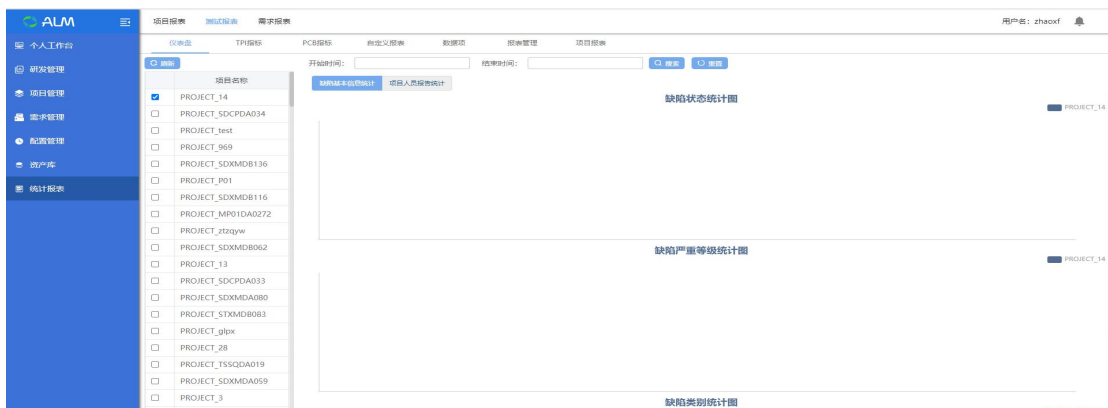 ALM
项目报表 测试报表 需求报表
用户名：zhaoxf
个人工作台
研发管理
项目管理
需求管理
配置管理
资产库
统计报表
仪表盘 TPI指标 PCB指标 自定义报表 数据项 报表管理 项目报表
刷新
开始时间： 结束时间： 搜索 重置
缺陷基本信息统计 项目人员报告统计
项目名称
PROJECT_14
PROJECT_SDCPDA034
PROJECT_test
PROJECT_969
PROJECT_SDXMDB136
PROJECT_P01
PROJECT_SDXMDB116
PROJECT_MP01DA0272
PROJECT_ztzqyw
PROJECT_SDXMDB062
PROJECT_13
PROJECT_SDCPDA033
PROJECT_SDXMDA080
PROJECT_STXMDB083
PROJECT_glpx
PROJECT_28
PROJECT_TSSQDA019
PROJECT_SDXMDA059
PROJECT_3
缺陷状态统计图
PROJECT_14
缺陷严重等级统计图
PROJECT_14
缺陷类别统计图